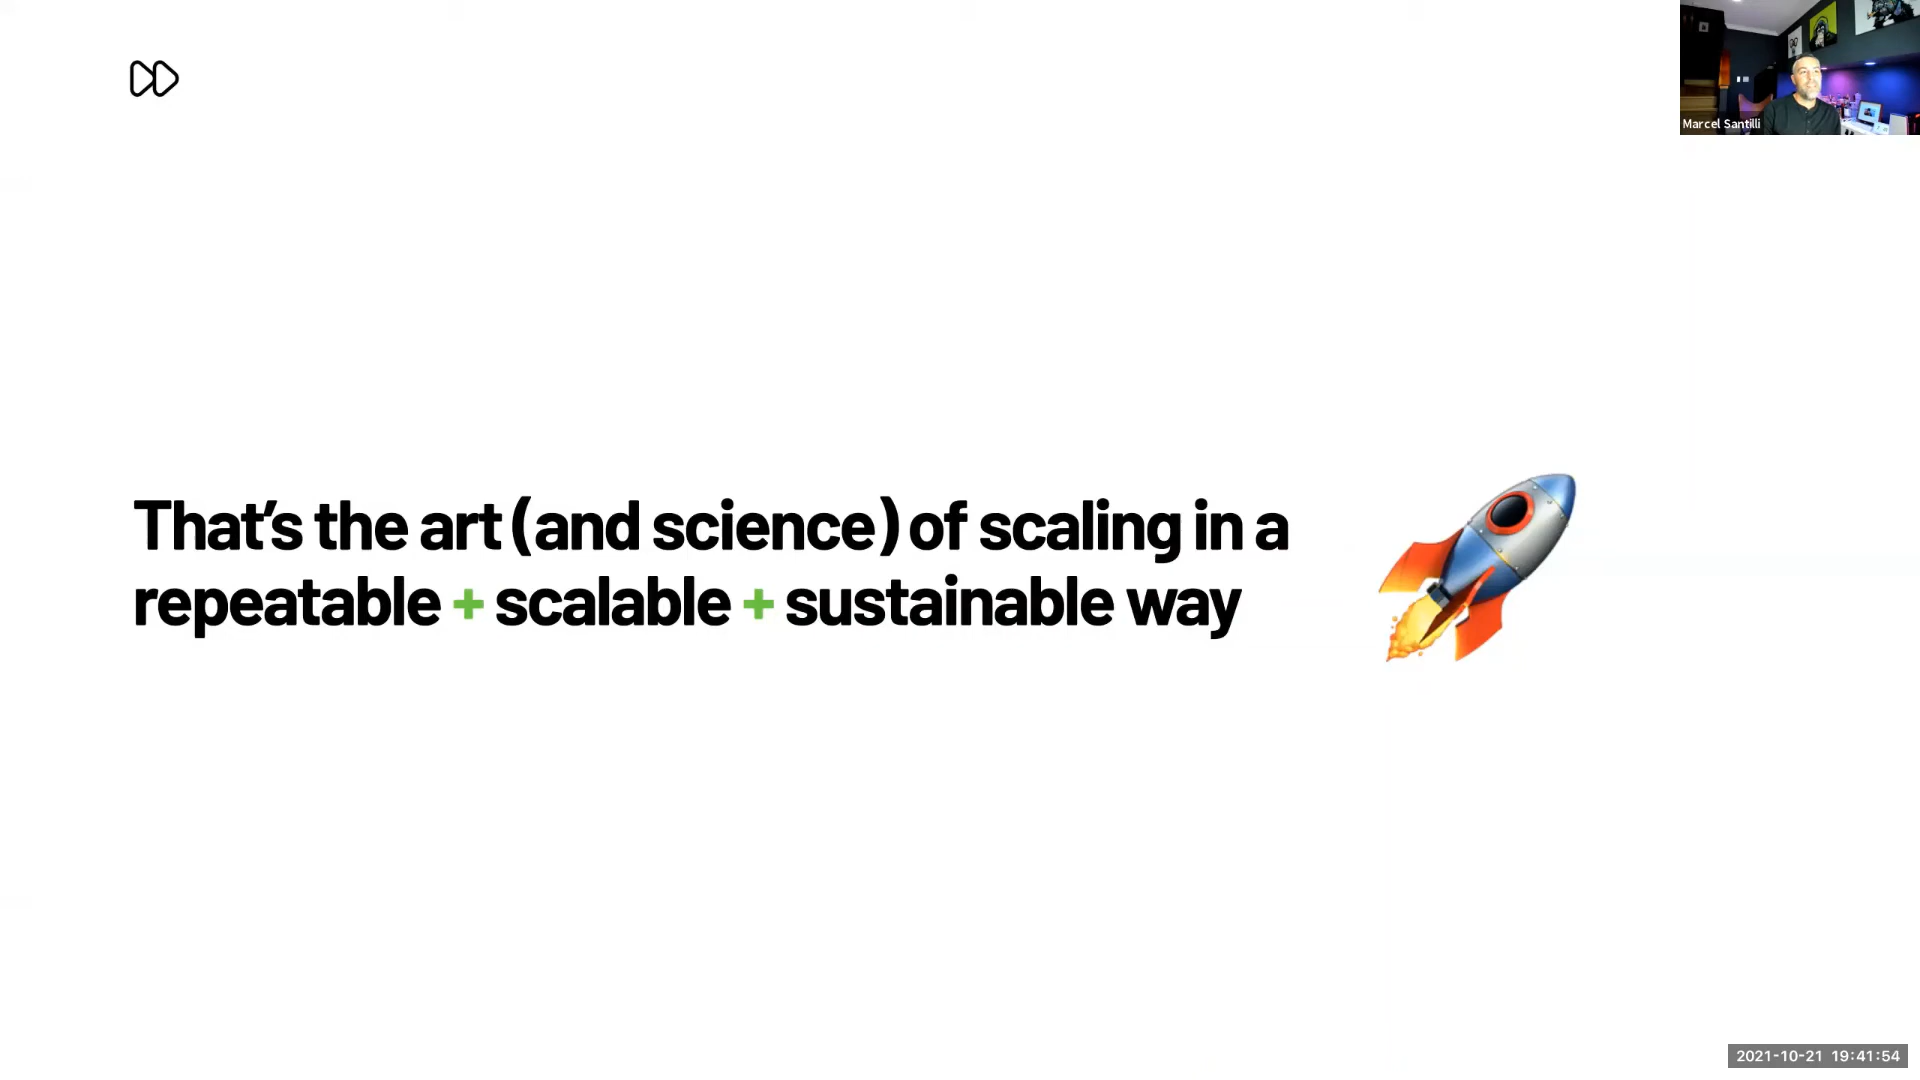 Marcel Santilli
That’s the art (and science) of scaling in a
repeatable + scalable + sustainable way
2021-10-21 19:41:54